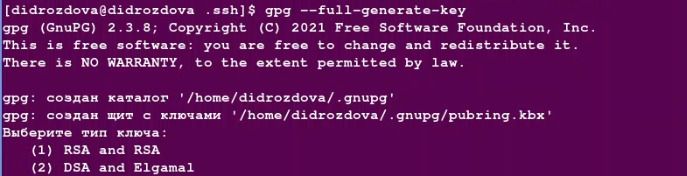 [didrozdova@didrozdova .ssh]$ gpg --full-generate-key
gpg (GnuPG) 2.3.8; Copyright (C) 2021 Free Software Foundation, Inc.
This is free software: you are free to change and redistribute it.
There is NO WARRANTY, to the extent permitted by law.
gpg: создан каталог '/home/didrozdova/.gnupg'
gpg: создан щит с ключами '/home/didrozdova/.gnupg/pubring.kbx'
Выберите тип ключа:
(1) RSA and RSA
(2) DSA and Elgamal